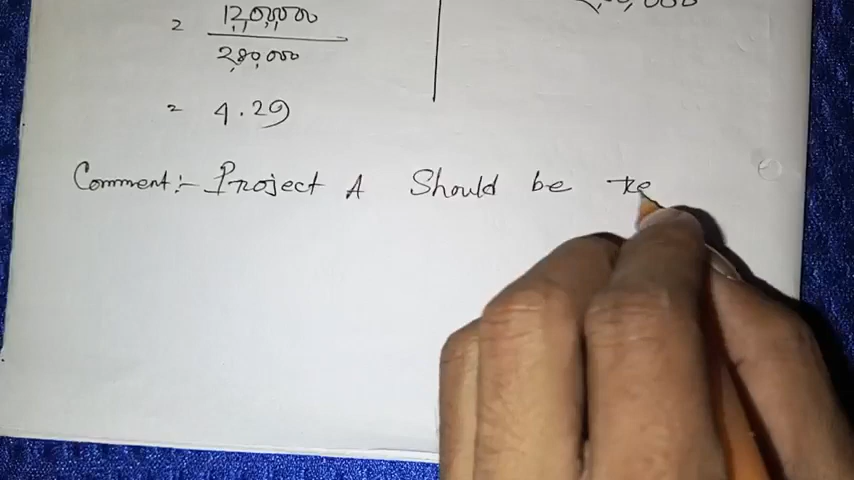 = 12,00,000
280,000
= 4.29
Comment:- Project A Should be